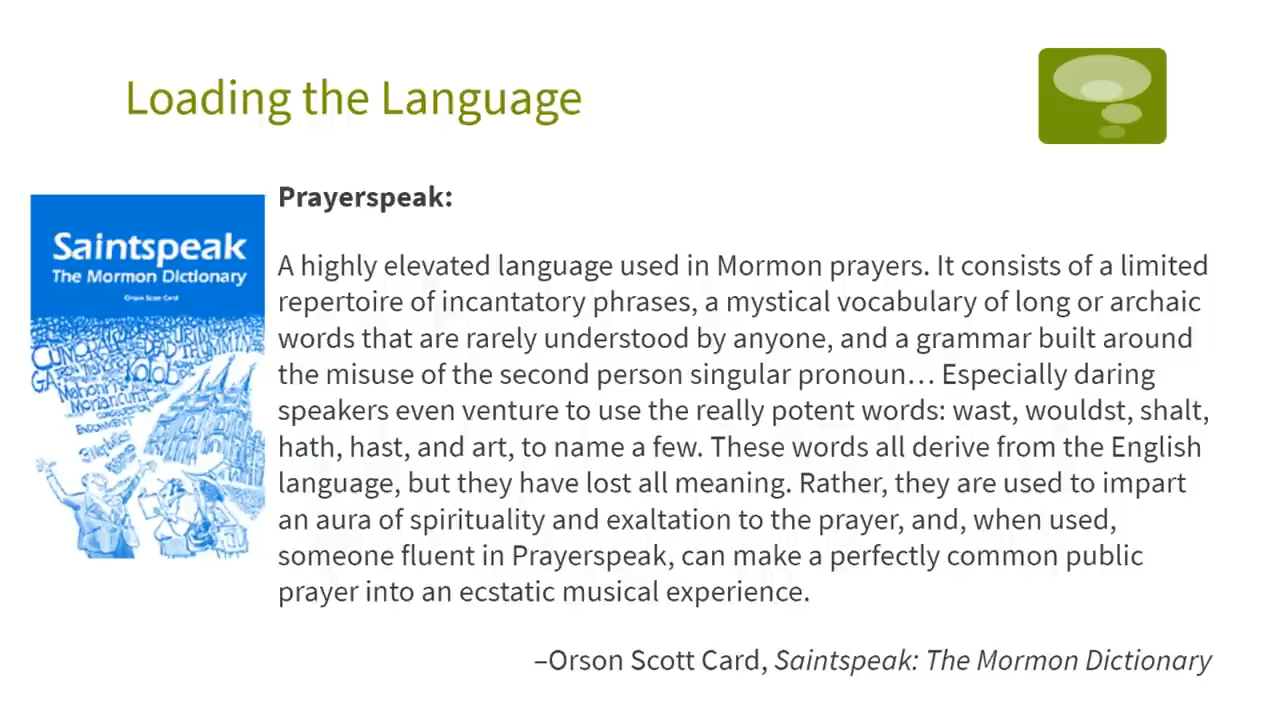 Loading the Language
Prayerspeak:
Saintspeak
The Mormon Dictionary
Orson Scott Card
Kolob
ENDOWMENT
A highly elevated language used in Mormon prayers. It consists of a limited
repertoire of incantatory phrases, a mystical vocabulary of long or archaic
words that are rarely understood by anyone, and a grammar built around
the misuse of the second person singular pronoun… Especially daring
speakers even venture to use the really potent words: wast, wouldst, shalt,
hath, hast, and art, to name a few. These words all derive from the English
language, but they have lost all meaning. Rather, they are used to impart
an aura of spirituality and exaltation to the prayer, and, when used,
someone fluent in Prayerspeak, can make a perfectly common public
prayer into an ecstatic musical experience.
–Orson Scott Card, Saintspeak: The Mormon Dictionary